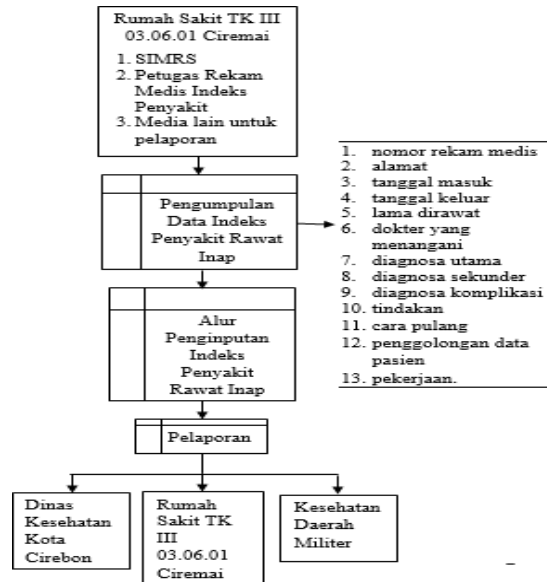 Rumah Sakit TK III
03.06.01 Ciremai
1. SIMRS
2. Petugas Rekam
Medis Indeks
Penyakit
3. Media lain untuk
pelaporan
Pengumpulan
Data Indeks
Penyakit Rawat
Inap
1. nomor rekam medis
2. alamat
3. tanggal masuk
4. tanggal keluar
5. lama dirawat
6. dokter yang
menangani
7. diagnosa utama
8. diagnosa sekunder
9. diagnosa komplikasi
10. tindakan
11. cara pulang
12. penggolongan data
pasien
13. pekerjaan.
Alur
Penginputan
Indeks
Penyakit
Rawat Inap
Pelaporan
Dinas
Kesehatan
Kota
Cirebon
Rumah
Sakit TK
III
03.06.01
Ciremai
Kesehatan
Daerah
Militer